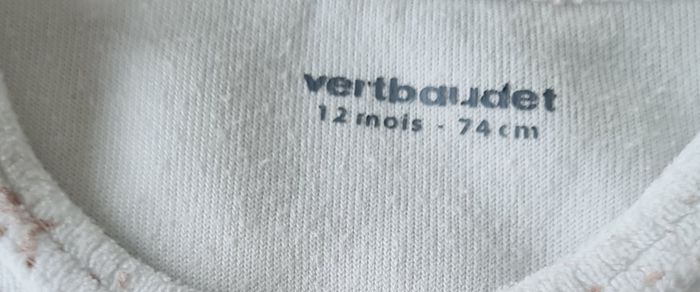 vertbaudet
12 mois - 74 cm